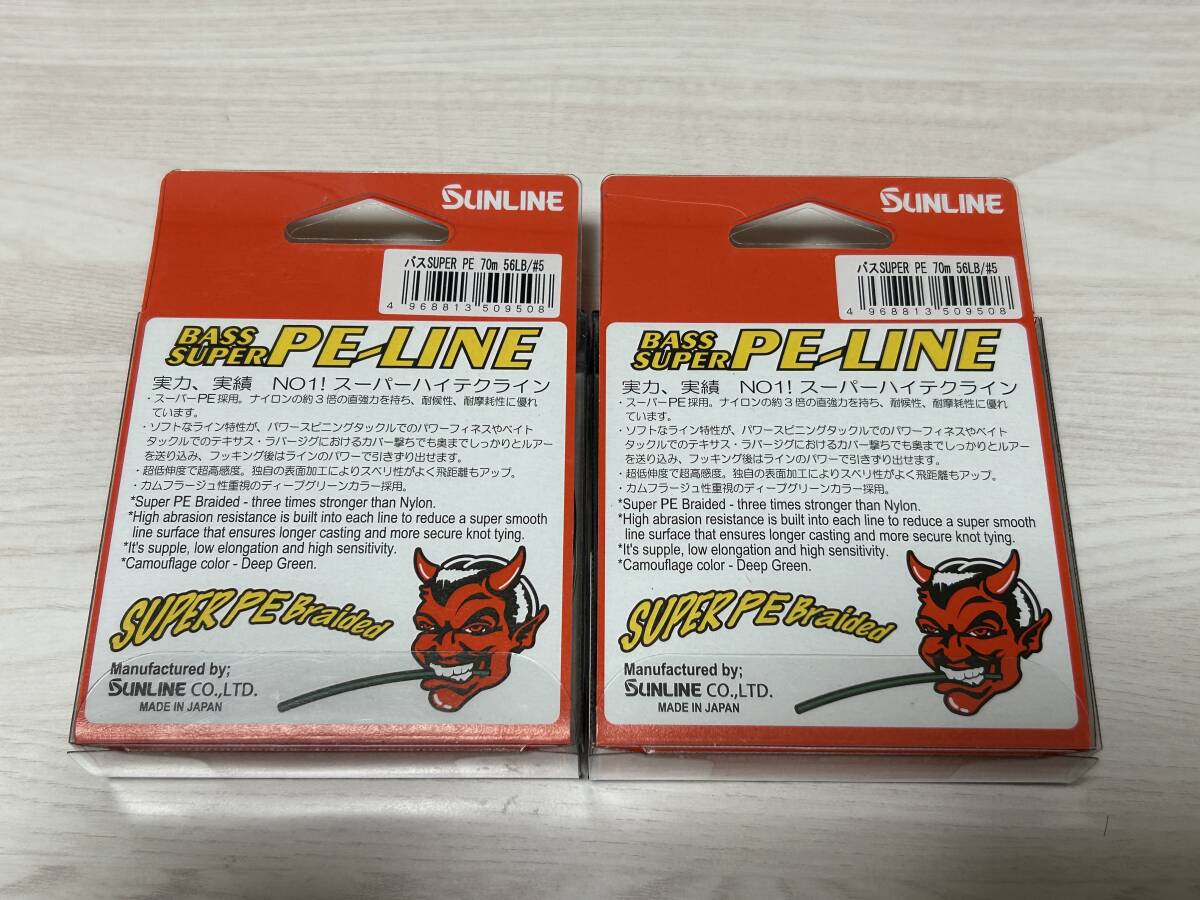 SUNLINE
バスSUPER PE 70m 56LB/#5
4 968813 509508
BASS
SUPER PE-LINE
実力、実績 NO1! スーパーハイテクライン
・スーパーPE採用。ナイロンの約3倍の直強力を持ち、耐候性、耐摩耗性に優れ
ています。
・ソフトなライン特性が、パワースピニングタックルでのパワーフィネスやベイト
タックルでのテキサス・ラバージグにおけるカバー撃ちでも奥までしっかりとルアー
を送り込み、フッキング後はラインのパワーで引きずり出せます。
・超低伸度で超高感度。独自の表面加工によりスベリ性がよく飛距離もアップ。
・カムフラージュ性重視のディープグリーンカラー採用。
*Super PE Braided - three times stronger than Nylon.
*High abrasion resistance is built into each line to reduce a super smooth
line surface that ensures longer casting and more secure knot tying.
*It's supple, low elongation and high sensitivity.
*Camouflage color - Deep Green.
SUPER PE Braided
Manufactured by;
SUNLINE CO.,LTD.
MADE IN JAPAN
SUNLINE
バスSUPER PE 70m 56LB/#5
4 968813 509508
BASS
SUPER PE-LINE
実力、実績 NO1! スーパーハイテクライン
・スーパーPE採用。ナイロンの約3倍の直強力を持ち、耐候性、耐摩耗性に優れ
ています。
・ソフトなライン特性が、パワースピニングタックルでのパワーフィネスやベイト
タックルでのテキサス・ラバージグにおけるカバー撃ちでも奥までしっかりとルアー
を送り込み、フッキング後はラインのパワーで引きずり出せます。
・超低伸度で超高感度。独自の表面加工によりスベリ性がよく飛距離もアップ。
・カムフラージュ性重視のディープグリーンカラー採用。
*Super PE Braided - three times stronger than Nylon.
*High abrasion resistance is built into each line to reduce a super smooth
line surface that ensures longer casting and more secure knot tying.
*It's supple, low elongation and high sensitivity.
*Camouflage color - Deep Green.
SUPER PE Braided
Manufactured by;
SUNLINE CO.,LTD.
MADE IN JAPAN